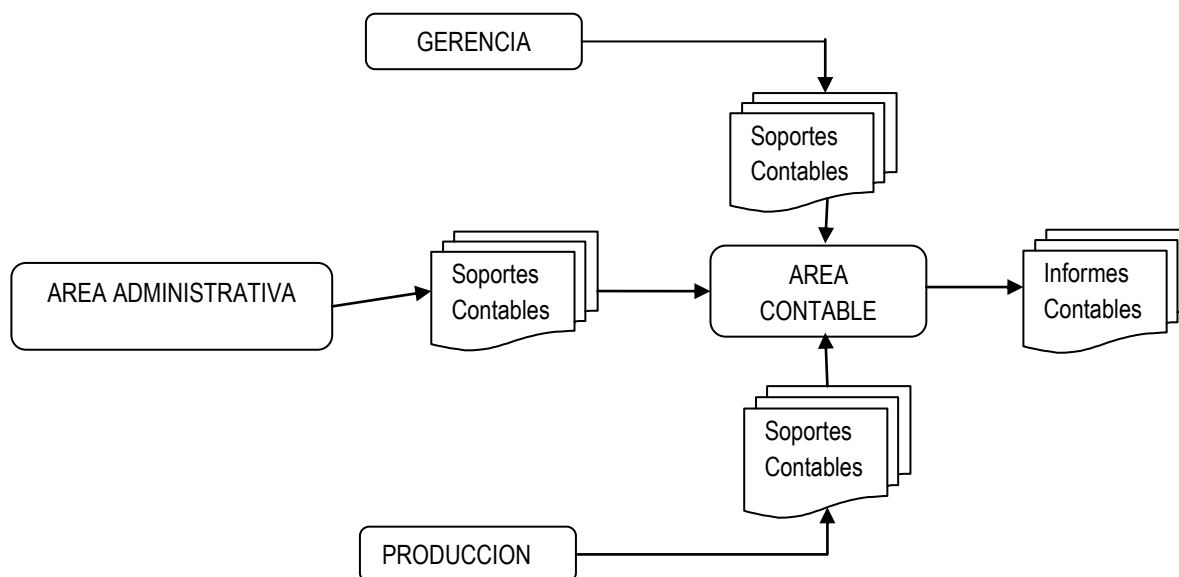 GERENCIA
Soportes
Contables
AREA ADMINISTRATIVA
Soportes
Contables
AREA
CONTABLE
Informes
Contables
Soportes
Contables
PRODUCCION